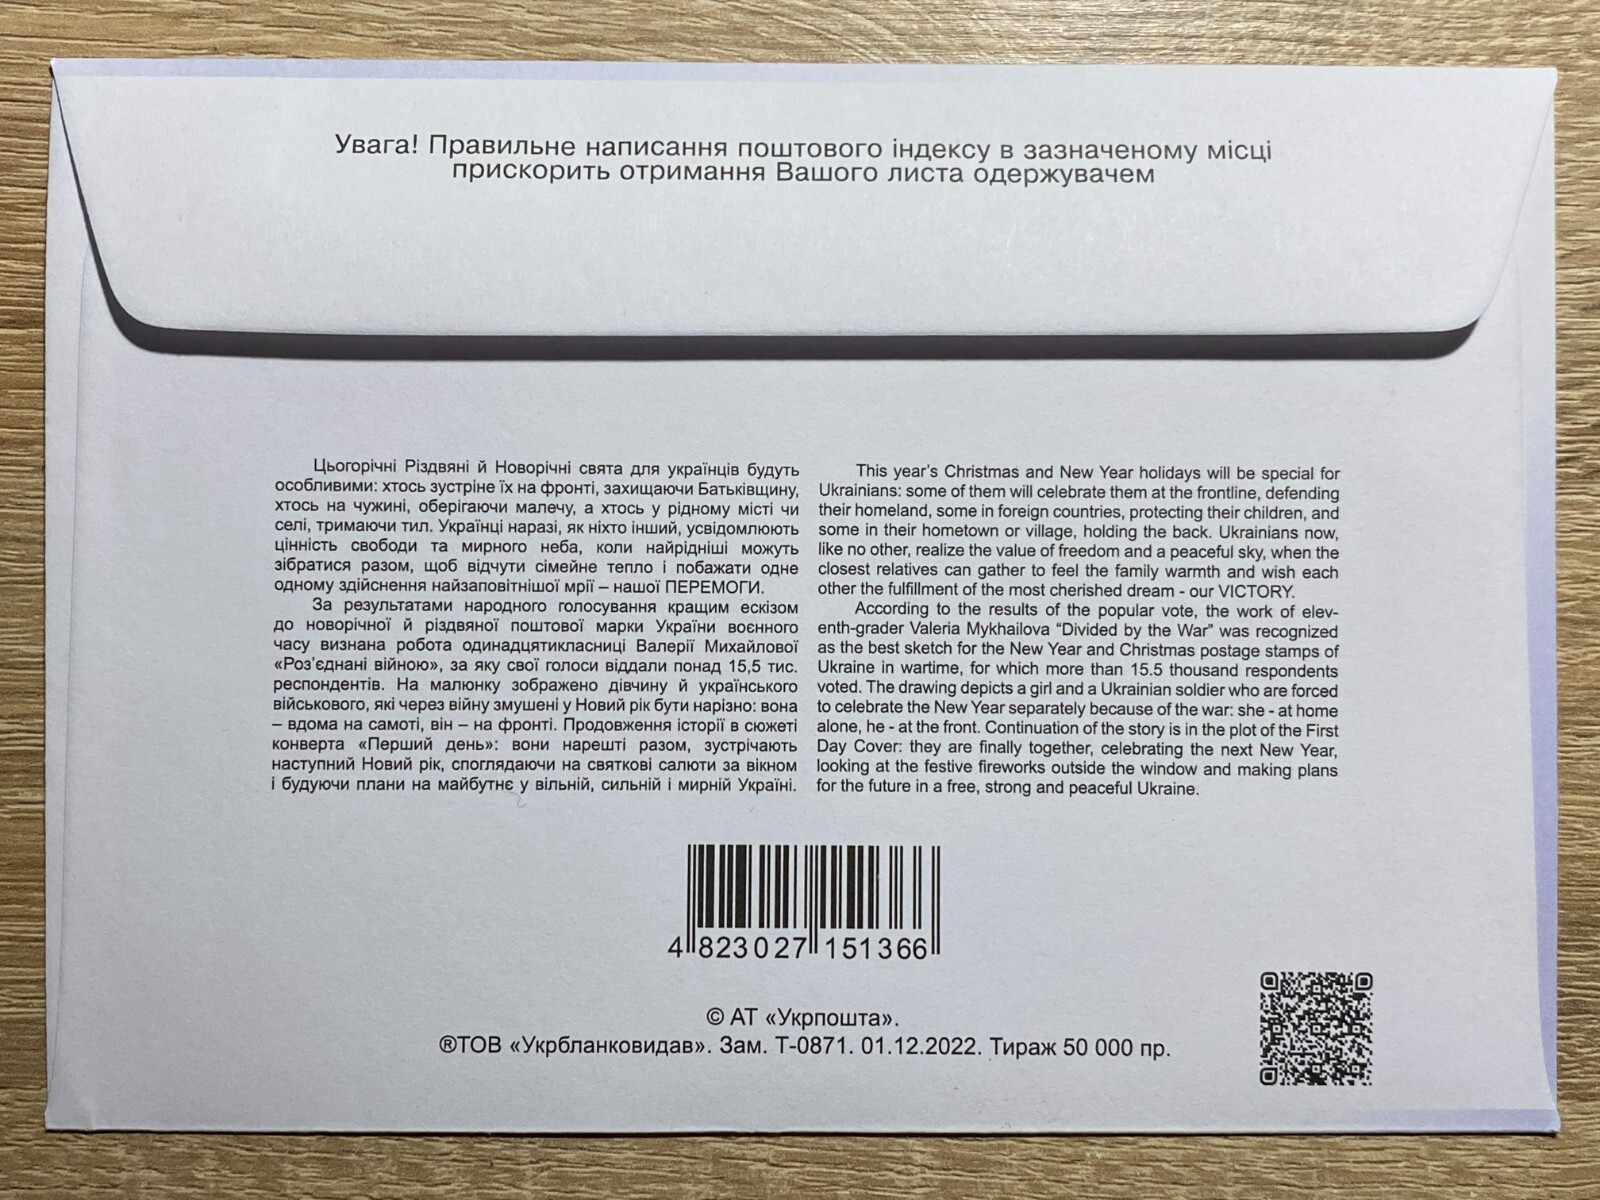 Увага! Правильне написання поштового індексу в зазначеному місці
прискорить отримання Вашого листа одержувачем
Цьогорічні Різдвяні й Новорічні свята для українців будуть
особливими: хтось зустріне їх на фронті, захищаючи Батьківщину,
хтось на чужині, оберігаючи малечу, а хтось у рідному місті чи
селі, тримаючи тил. Українці наразі, як ніхто інший, усвідомлюють
цінність свободи та мирного неба, коли найрідніші можуть
зібратися разом, щоб відчути сімейне тепло і побажати одне
одному здійснення найзаповітнішої мрії – нашої ПЕРЕМОГИ.
За результатами народного голосування кращим ескізом
до новорічної й різдвяної поштової марки України воєнного
часу визнана робота одинадцятикласниці Валерії Михайлової
«Роз’єднані війною», за яку свої голоси віддали понад 15,5 тис.
респондентів. На малюнку зображено дівчину й українського
військового, які через війну змушені у Новий рік бути нарізно: вона
– вдома на самоті, він – на фронті. Продовження історії в сюжеті
конверта «Перший день»: вони нарешті разом, зустрічають
наступний Новий рік, споглядаючи на святкові салюти за вікном
і будуючи плани на майбутнє у вільній, сильній і мирній Україні.
This year’s Christmas and New Year holidays will be special for
Ukrainians: some of them will celebrate them at the frontline, defending
their homeland, some in foreign countries, protecting their children, and
some in their hometown or village, holding the back. Ukrainians now,
like no other, realize the value of freedom and a peaceful sky, when the
closest relatives can gather to feel the family warmth and wish each
other the fulfillment of the most cherished dream - our VICTORY.
According to the results of the popular vote, the work of elev-
enth-grader Valeria Mykhailova “Divided by the War” was recognized
as the best sketch for the New Year and Christmas postage stamps of
Ukraine in wartime, for which more than 15.5 thousand respondents
voted. The drawing depicts a girl and a Ukrainian soldier who are forced
to celebrate the New Year separately because of the war: she - at home
alone, he - at the front. Continuation of the story is in the plot of the First
Day Cover: they are finally together, celebrating the next New Year,
looking at the festive fireworks outside the window and making plans
for the future in a free, strong and peaceful Ukraine.
4 823027 151366
© АТ «Укрпошта».
®ТОВ «Укрбланковидав». Зам. Т-0871. 01.12.2022. Тираж 50 000 пр.